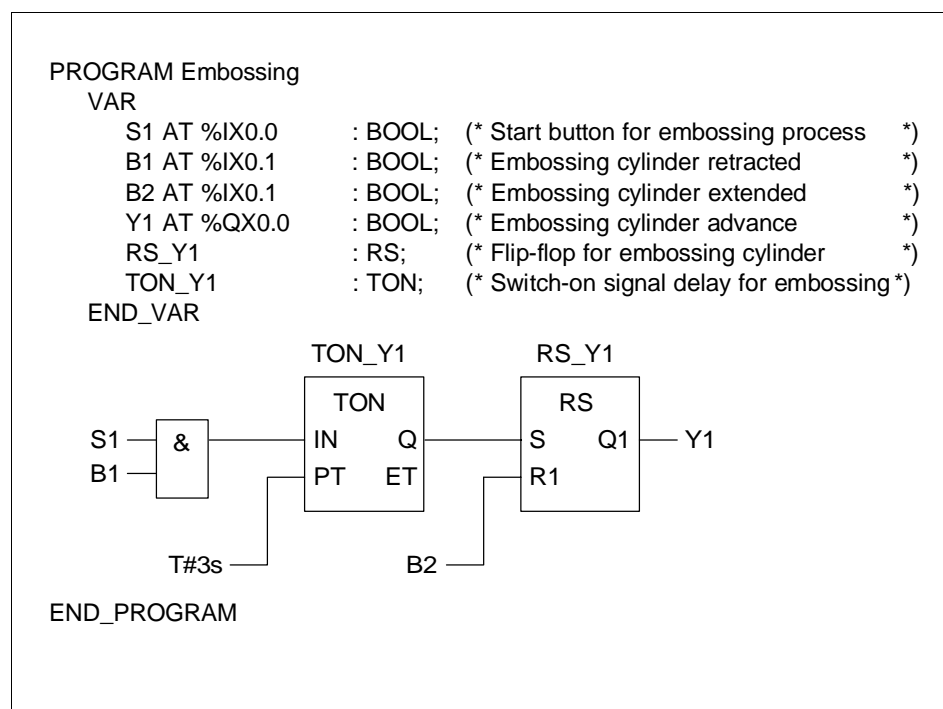 PROGRAM Embossing
VAR
S1 AT %IX0.0 : BOOL; (* Start button for embossing process *)
B1 AT %IX0.1 : BOOL; (* Embossing cylinder retracted *)
B2 AT %IX0.1 : BOOL; (* Embossing cylinder extended *)
Y1 AT %QX0.0 : BOOL; (* Embossing cylinder advance *)
RS_Y1 : RS; (* Flip-flop for embossing cylinder *)
TON_Y1 : TON; (* Switch-on signal delay for embossing *)
END_VAR
TON_Y1 RS_Y1
TON RS
S1 & IN Q S Q1 Y1
B1 PT ET R1
T#3s B2
END_PROGRAM